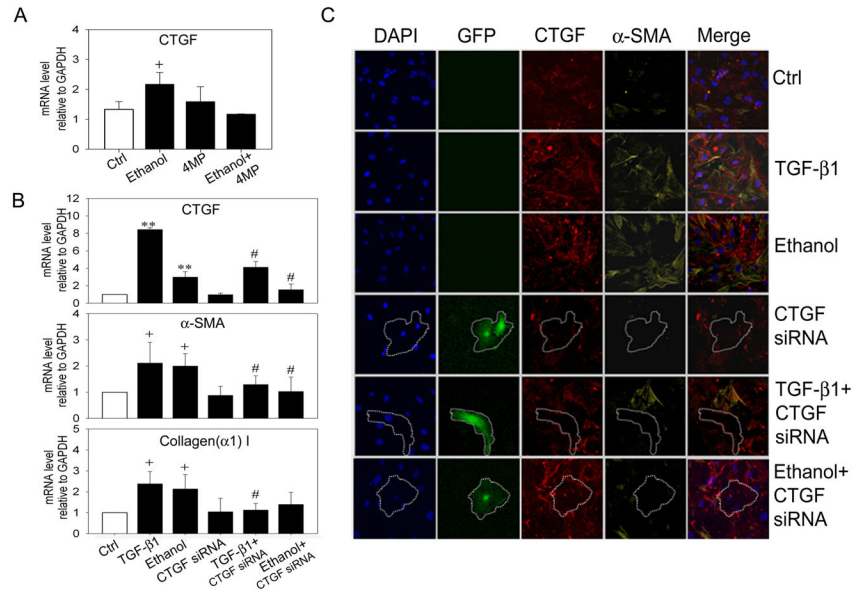 A
CTGF
mRNA level
relative to GAPDH
4
3
2
1
0
+
Ctrl
Ethanol
4MP
Ethanol+
4MP
B
CTGF
mRNA level
relative to GAPDH
12
10
8
6
4
2
0
**
**
#
#
α-SMA
mRNA level
relative to GAPDH
4
3
2
1
0
+
+
#
#
Collagen(α1) I
mRNA level
relative to GAPDH
4
3
2
1
0
+
+
#
Ctrl
TGF-β1
Ethanol
CTGF siRNA
TGF-β1+
CTGF siRNA
Ethanol+
CTGF siRNA
C
DAPI GFP CTGF α-SMA Merge
Ctrl
TGF-β1
Ethanol
CTGF
siRNA
TGF-β1+
CTGF
siRNA
Ethanol+
CTGF
siRNA